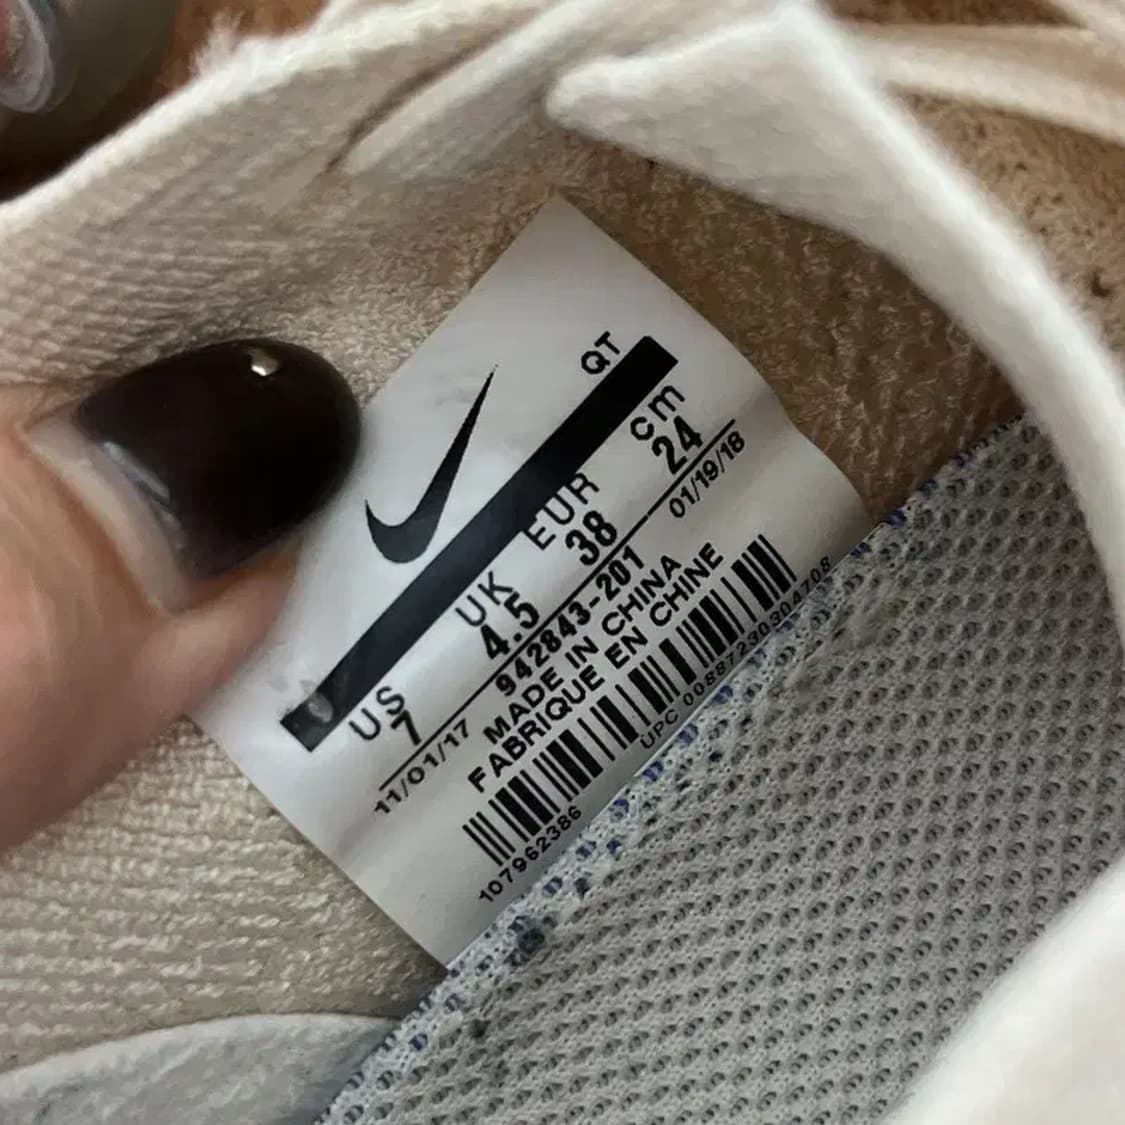 QT
US UK EUR cm
7 4.5 38 24
11/01/17 942843-201 01/19/18
MADE IN CHINA
FABRIQUE EN CHINE
107962386 UPC 00887230304708